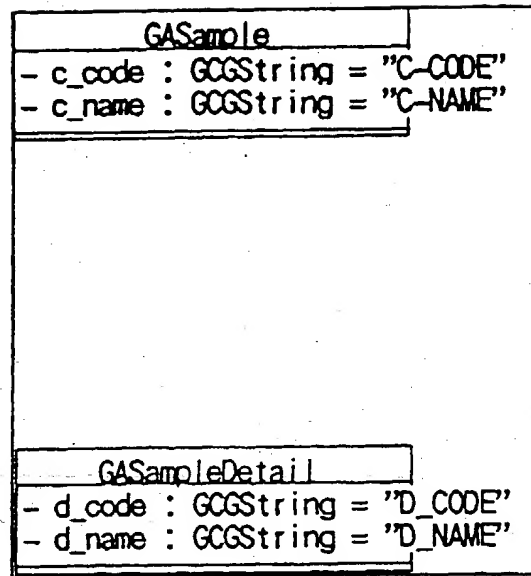 GASample
- c_code : GCGString = "C-CODE"
- c_name : GCGString = "C-NAME"
GASampleDetail
- d_code : GCGString = "D_CODE"
- d_name : GCGString = "D_NAME"